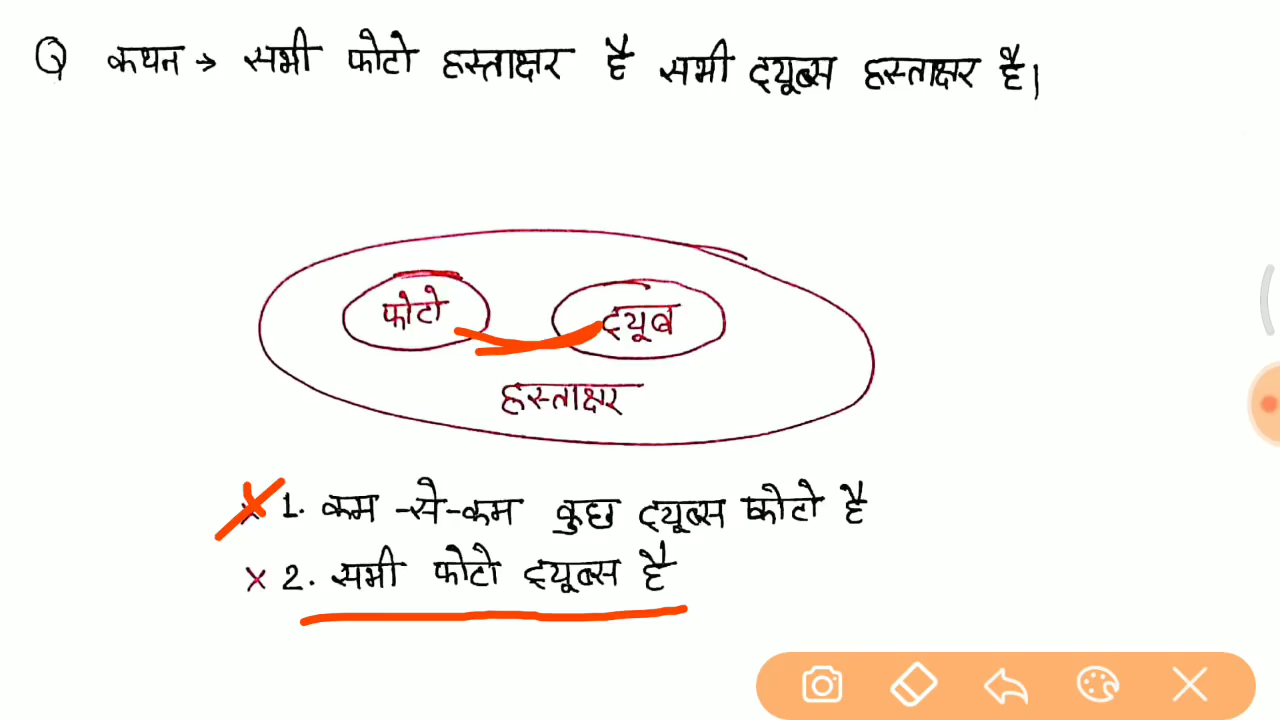 Q कथन → सभी फोटो हस्ताक्षर है सभी ट्यूब्स हस्ताक्षर है।
फोटो ट्यूब
हस्ताक्षर
× 1. कम-से-कम कुछ ट्यूब्स फोटो है
× 2. सभी फोटो ट्यूब्स है